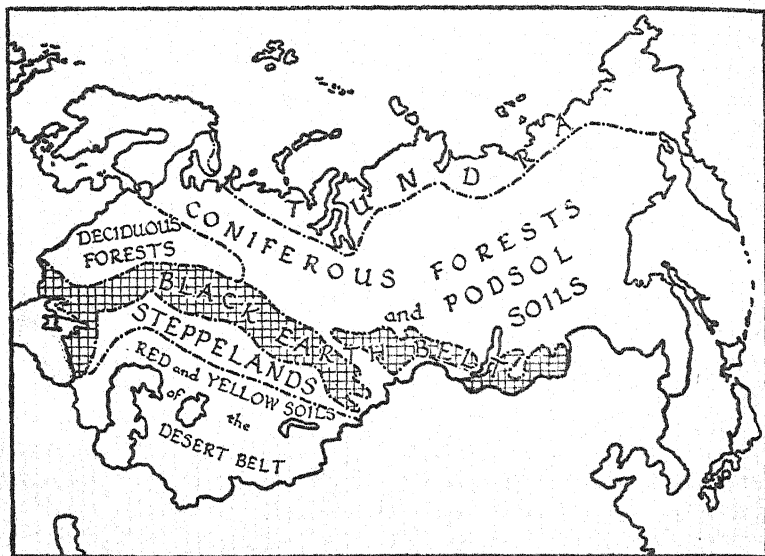 TUNDRA
CONIFEROUS FORESTS
and PODSOL
SOILS
DECIDUOUS
FORESTS
BLACK EARTH BELT
STEPPELANDS
RED and YELLOW SOILS
of the
DESERT BELT